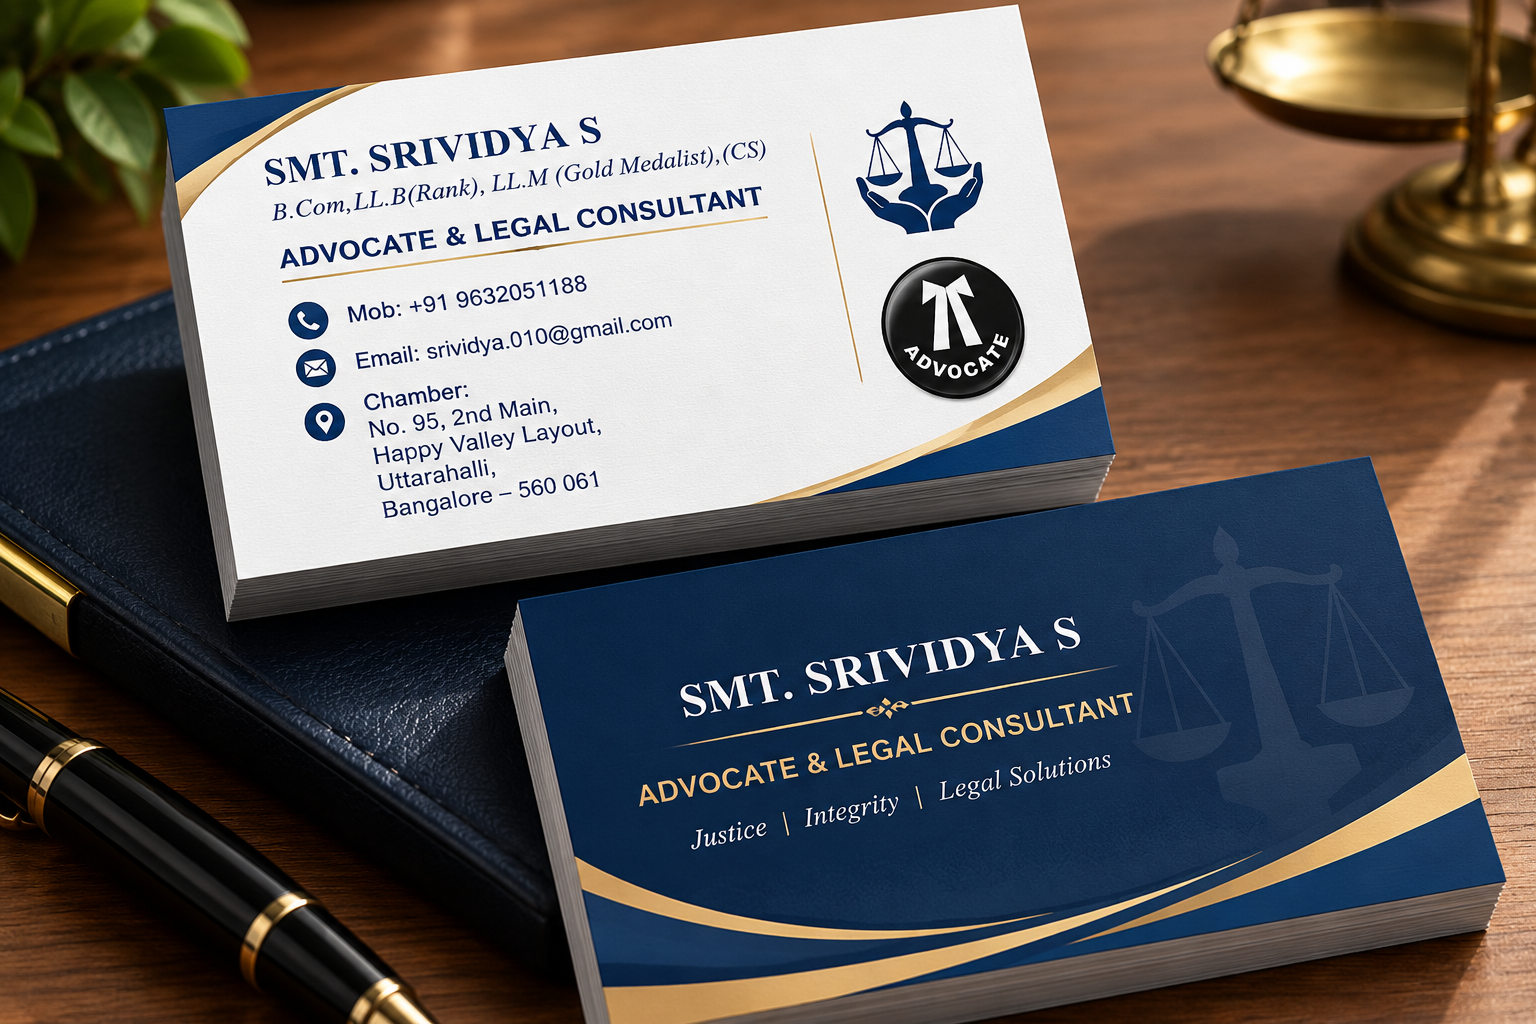 SMT. SRIVIDYA S
B.Com,LL.B(Rank), LL.M (Gold Medalist),(CS)
ADVOCATE & LEGAL CONSULTANT
Mob: +91 9632051188
Email: srividya.010@gmail.com
Chamber:
No. 95, 2nd Main,
Happy Valley Layout,
Uttarahalli,
Bangalore – 560 061
ADVOCATE
SMT. SRIVIDYA S
ADVOCATE & LEGAL CONSULTANT
Justice | Integrity | Legal Solutions